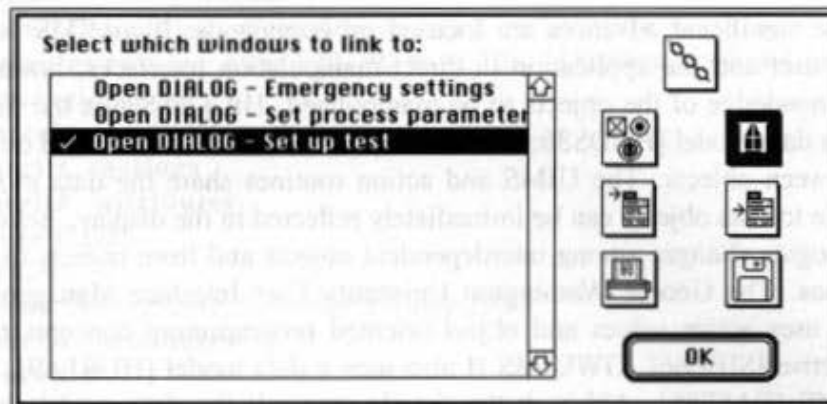 Select which windows to link to:
Open DIALOG - Emergency settings
Open DIALOG - Set process parameter
✓ Open DIALOG - Set up test
OK